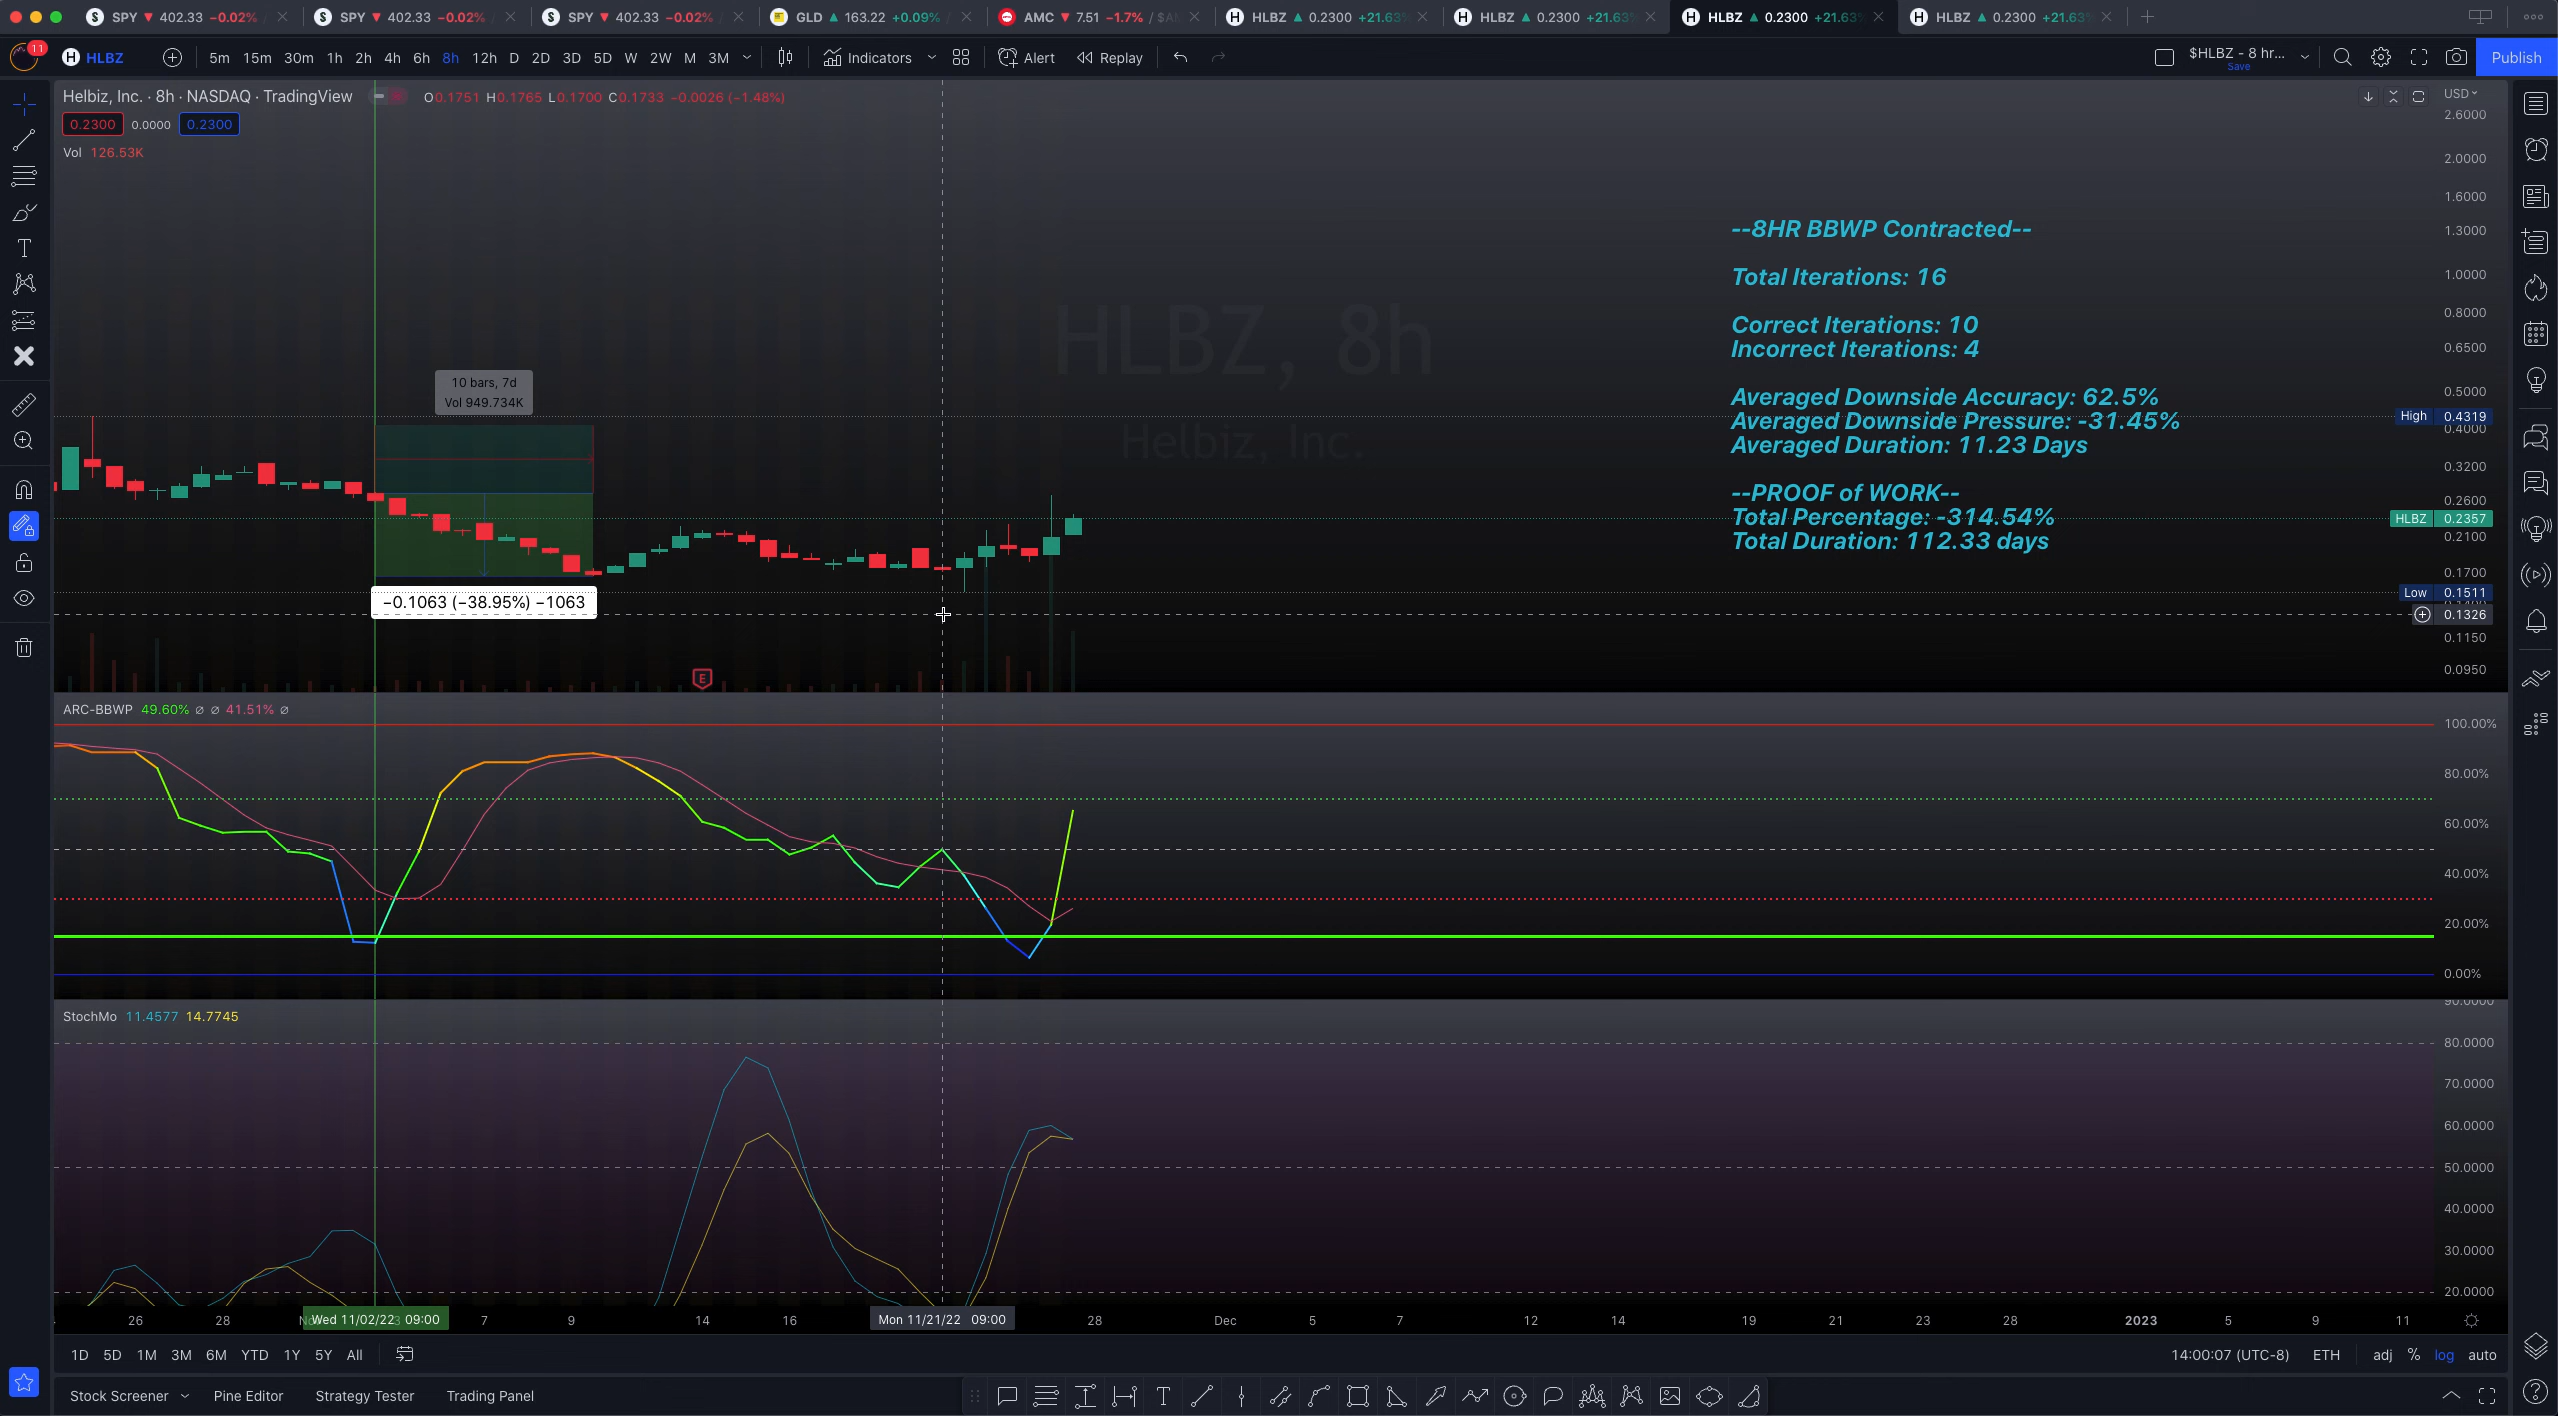 SPY ▼ 402.33 −0.02% /
SPY ▼ 402.33 −0.02% /
SPY ▼ 402.33 −0.02% /
GLD ▲ 163.22 +0.09% /
AMC ▼ 7.51 −1.7% /
HLBZ ▲ 0.2300 +21.63
HLBZ ▲ 0.2300 +21.63
HLBZ ▲ 0.2300 +21.63
HLBZ ▲ 0.2300 +21.63
11
HLBZ
5m 15m 30m 1h 2h 4h 6h 8h 12h D 2D 3D 5D W 2W M 3M
Indicators
Alert
Replay
$HLBZ - 8 hr...
Save
Publish
Helbiz, Inc. · 8h · NASDAQ · TradingView
O0.1751 H0.1765 L0.1700 C0.1733 −0.0026 (−1.48%)
0.2300 0.0000 0.2300
Vol 126.53K
USD
2.6000
2.0000
1.6000
1.3000
1.0000
0.8000
0.6500
0.5000
High 0.4319
0.4000
0.3200
0.2600
HLBZ 0.2357
0.2100
0.1700
Low 0.1511
0.1326
0.1150
0.0950
HLBZ, 8h
Helbiz, Inc.
--8HR BBWP Contracted--
Total Iterations: 16
Correct Iterations: 10
Incorrect Iterations: 4
Averaged Downside Accuracy: 62.5%
Averaged Downside Pressure: -31.45%
Averaged Duration: 11.23 Days
--PROOF of WORK--
Total Percentage: -314.54%
Total Duration: 112.33 days
10 bars, 7d
Vol 949.734K
−0.1063 (−38.95%) −1063
E
ARC-BBWP 49.60% ∅ ∅ 41.51% ∅
100.00%
80.00%
60.00%
40.00%
20.00%
0.00%
StochMo 11.4577 14.7745
90.0000
80.0000
70.0000
60.0000
50.0000
40.0000
30.0000
20.0000
26 28 Wed 11/02/22 09:00 7 9 14 16 Mon 11/21/22 09:00 28 Dec 5 7 12 14 19 21 23 28 2023 5 9 11
1D 5D 1M 3M 6M YTD 1Y 5Y All
14:00:07 (UTC-8) ETH adj % log auto
Stock Screener Pine Editor Strategy Tester Trading Panel